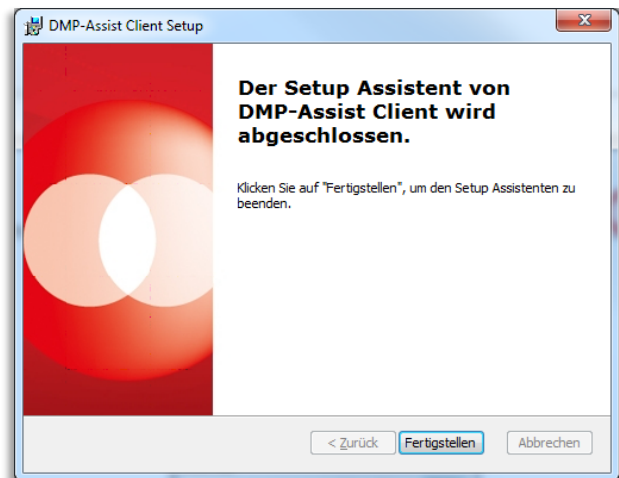 DMP-Assist Client Setup
Der Setup Assistent von
DMP-Assist Client wird
abgeschlossen.
Klicken Sie auf "Fertigstellen", um den Setup Assistenten zu
beenden.
< Zurück Fertigstellen Abbrechen